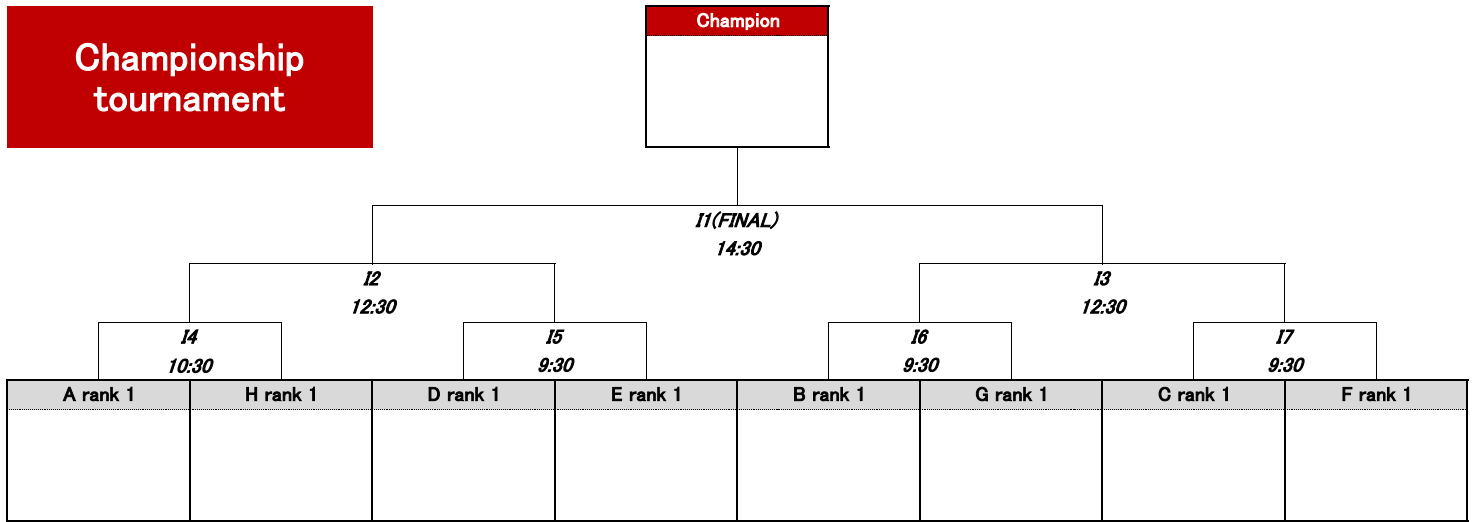 Championship
tournament
Champion
I1(FINAL)
14:30
I2
12:30
I3
12:30
I4
10:30
I5
9:30
I6
9:30
I7
9:30
A rank 1
H rank 1
D rank 1
E rank 1
B rank 1
G rank 1
C rank 1
F rank 1